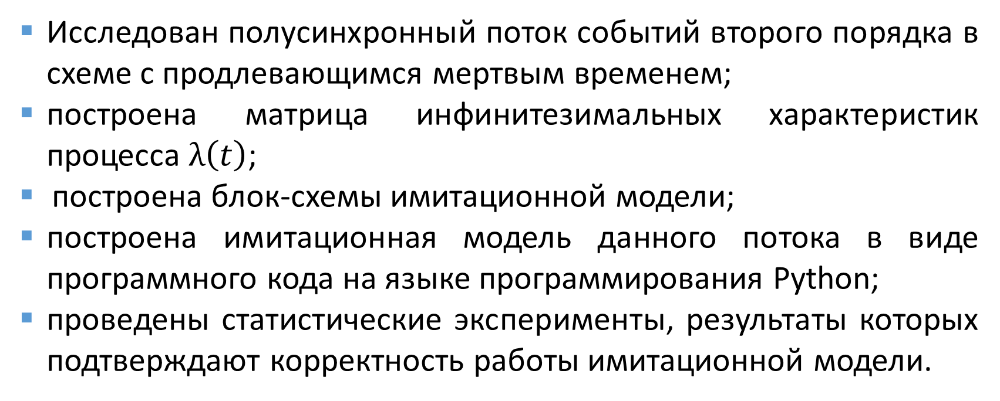 ▪ Исследован полусинхронный поток событий второго порядка в
схеме с продлевающимся мертвым временем;
▪ построена матрица инфинитезимальных характеристик
процесса λ(t);
▪ построена блок-схемы имитационной модели;
▪ построена имитационная модель данного потока в виде
программного кода на языке программирования Python;
▪ проведены статистические эксперименты, результаты которых
подтверждают корректность работы имитационной модели.